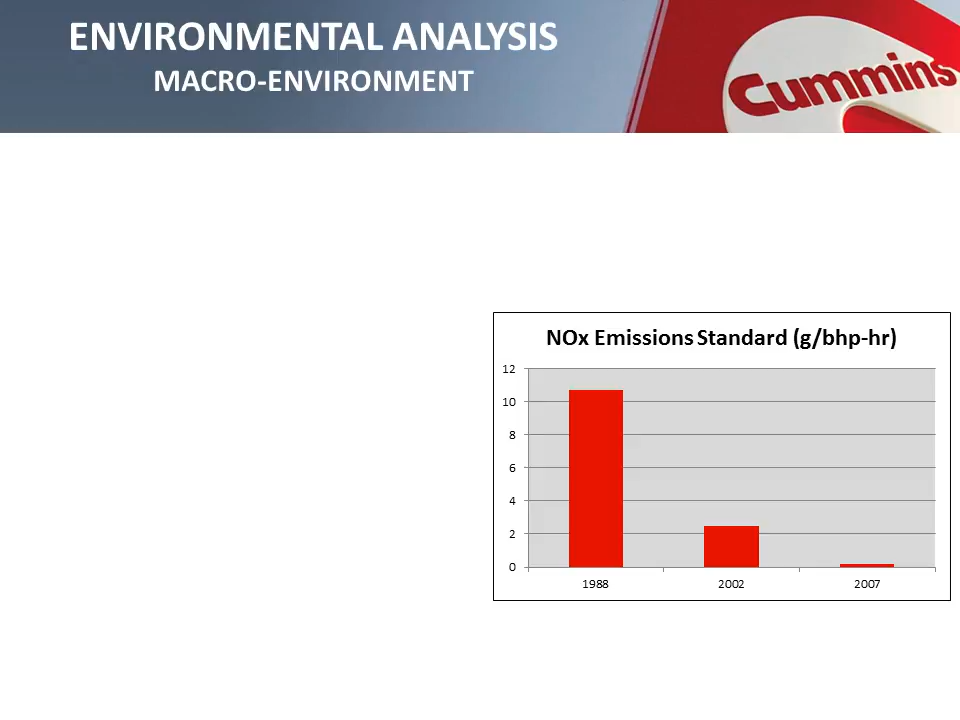 ENVIRONMENTAL ANALYSIS
MACRO-ENVIRONMENT
Cummins
NOx Emissions Standard (g/bhp-hr)
12
10
8
6
4
2
0
1988 2002 2007